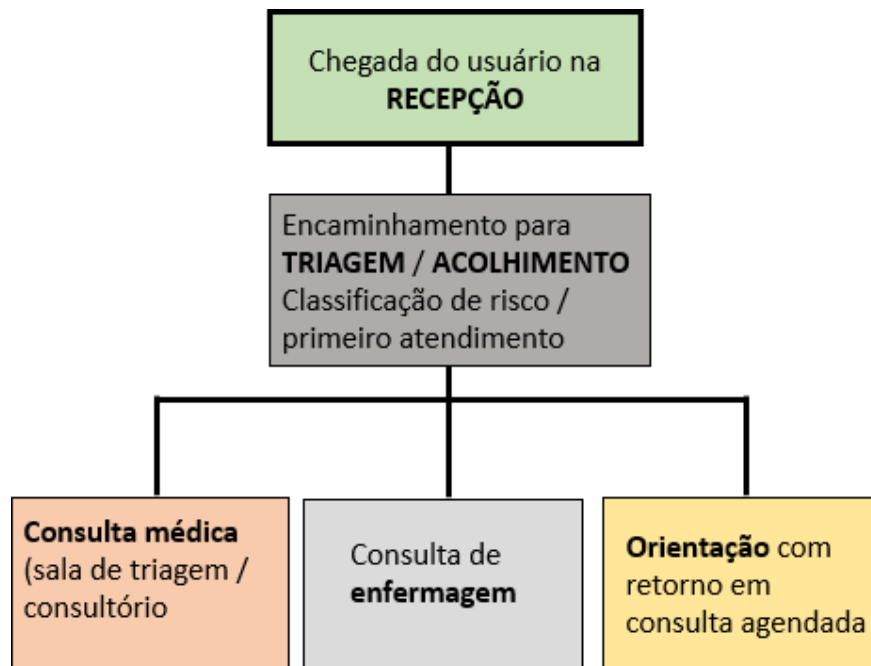 Chegada do usuário na
RECEPÇÃO
Encaminhamento para
TRIAGEM / ACOLHIMENTO
Classificação de risco /
primeiro atendimento
Consulta médica
(sala de triagem /
consultório
Consulta de
enfermagem
Orientação com
retorno em
consulta agendada